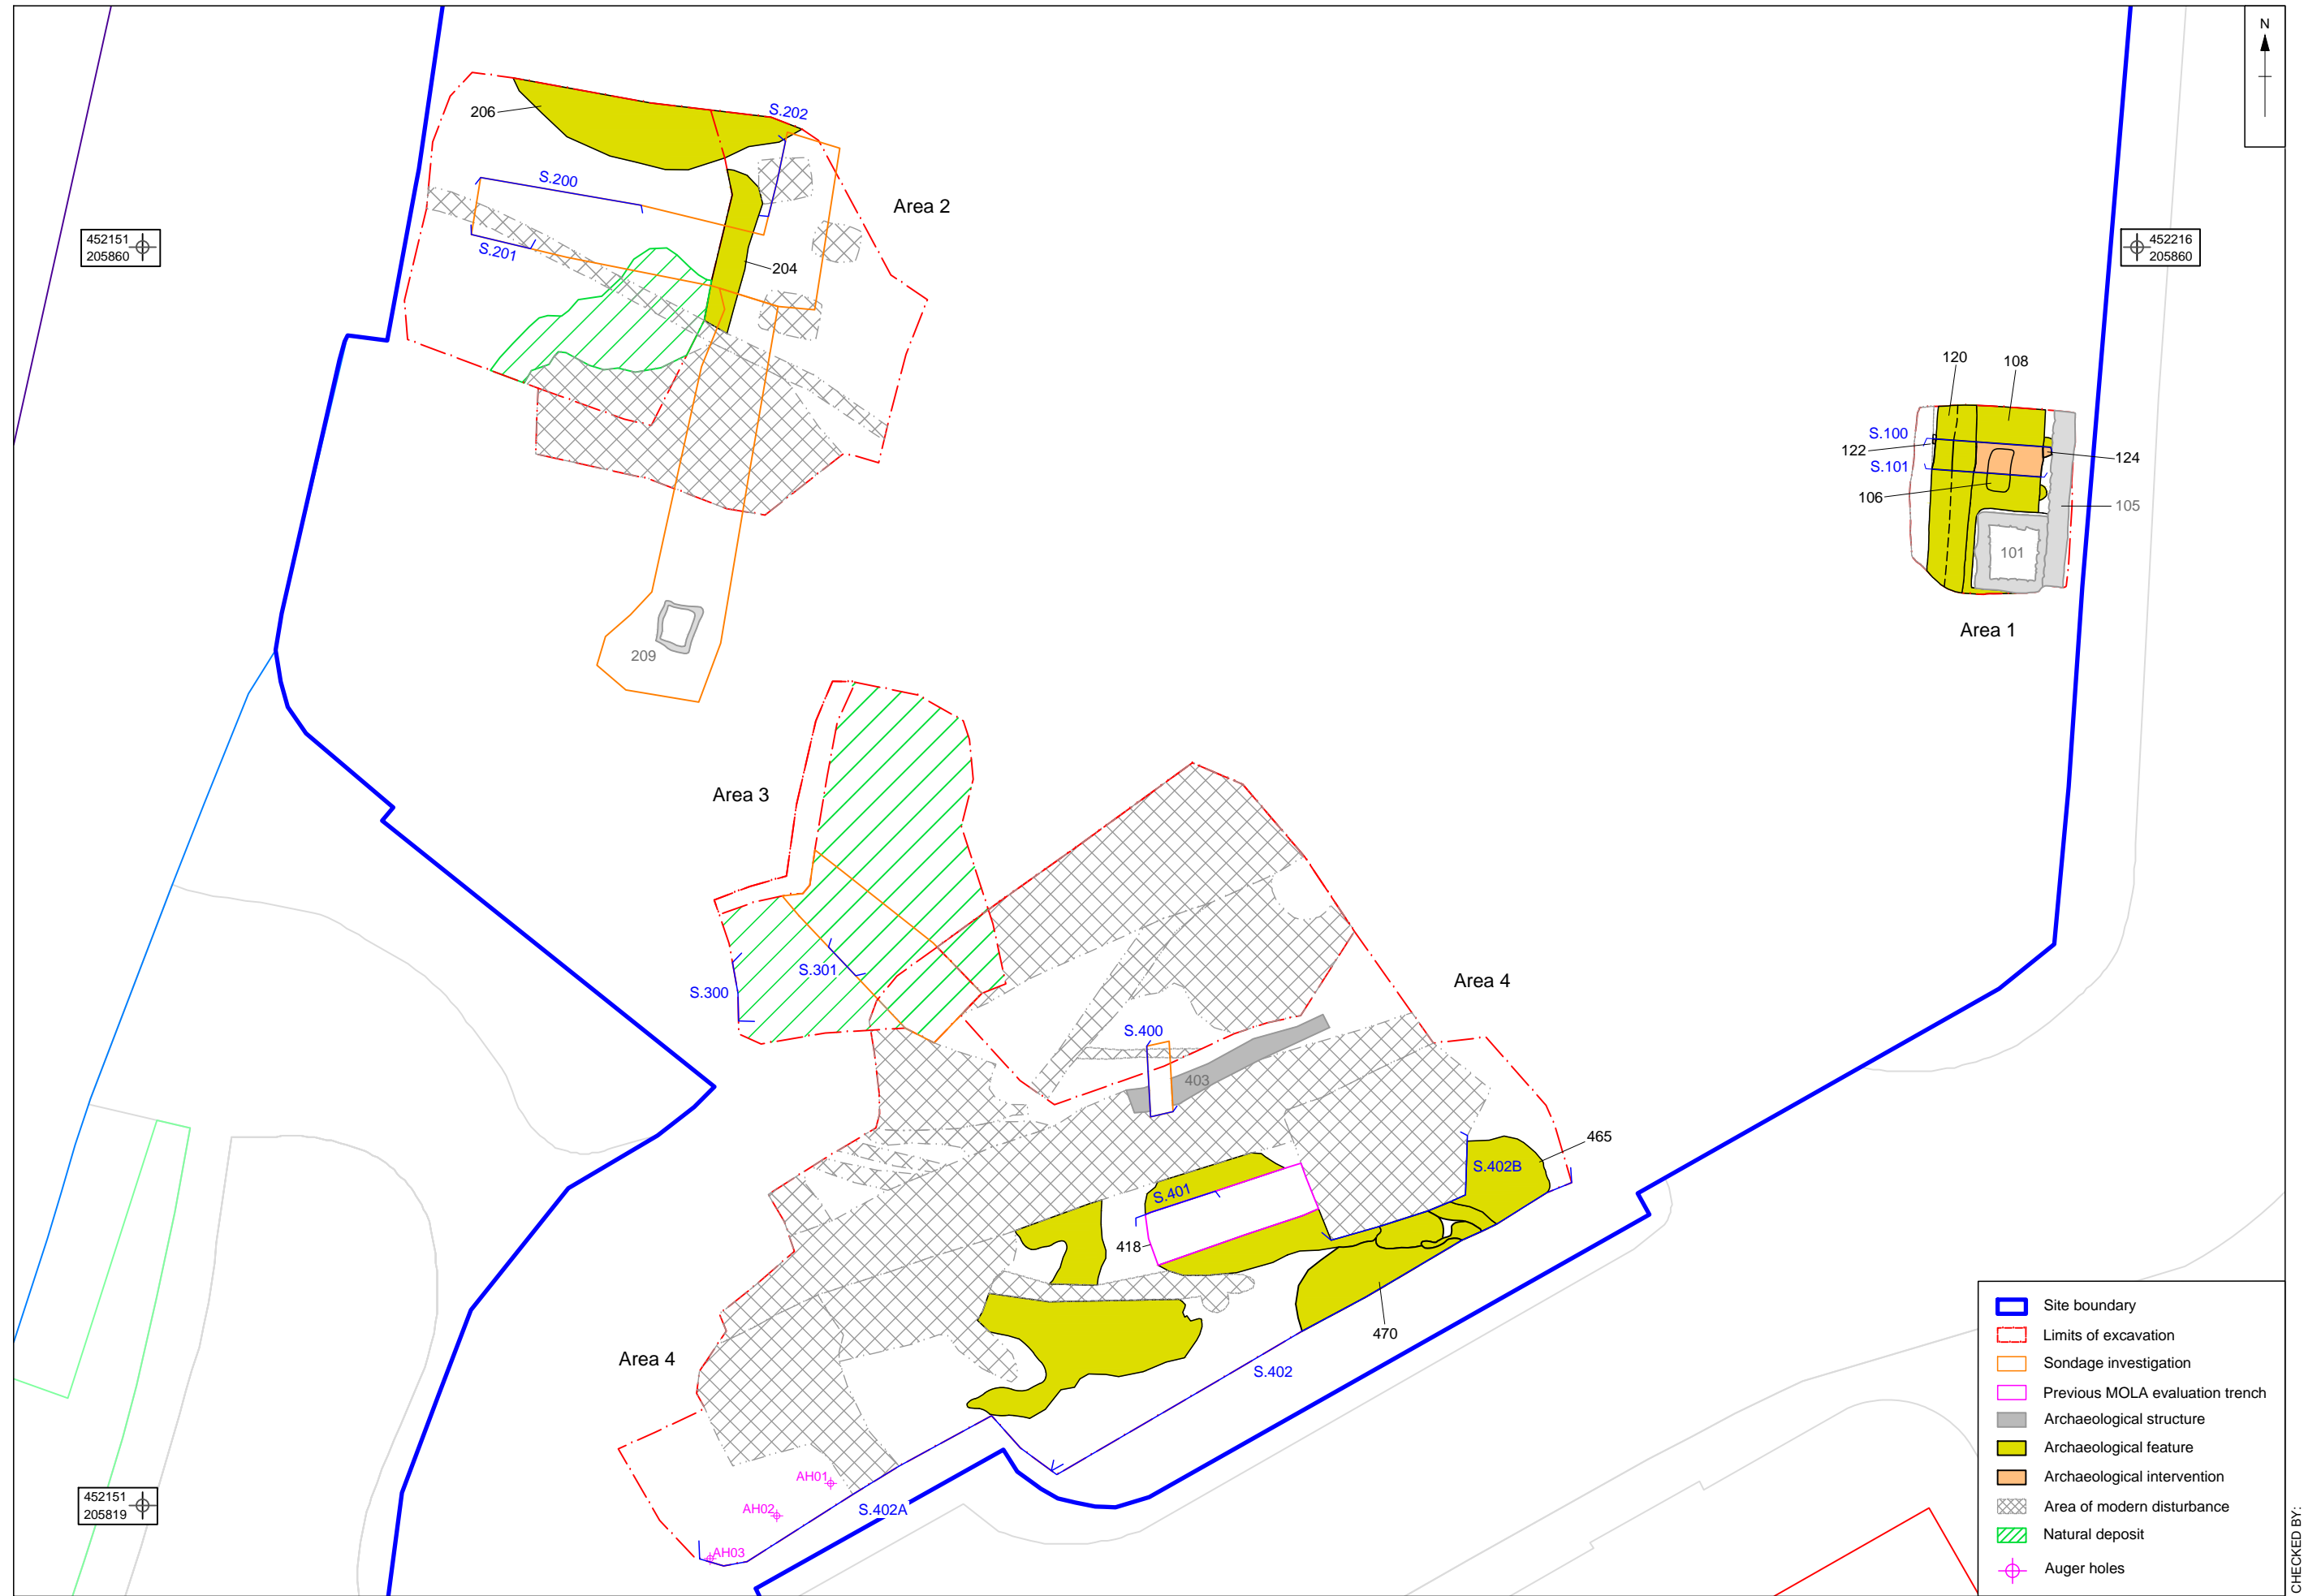 N
206
S.202
S.200
Area 2
452151
205860
S.201
204
452216
205860
120
108
S.100
122
124
S.101
106
105
101
Area 1
209
Area 3
S.301
S.300
Area 4
S.400
403
465
S.402B
S.401
418
470
Area 4
S.402
AH01
AH02
S.402A
AH03
452151
205819
Site boundary
Limits of excavation
Sondage investigation
Previous MOLA evaluation trench
Archaeological structure
Archaeological feature
Archaeological intervention
Area of modern disturbance
Natural deposit
Auger holes
CHECKED BY: